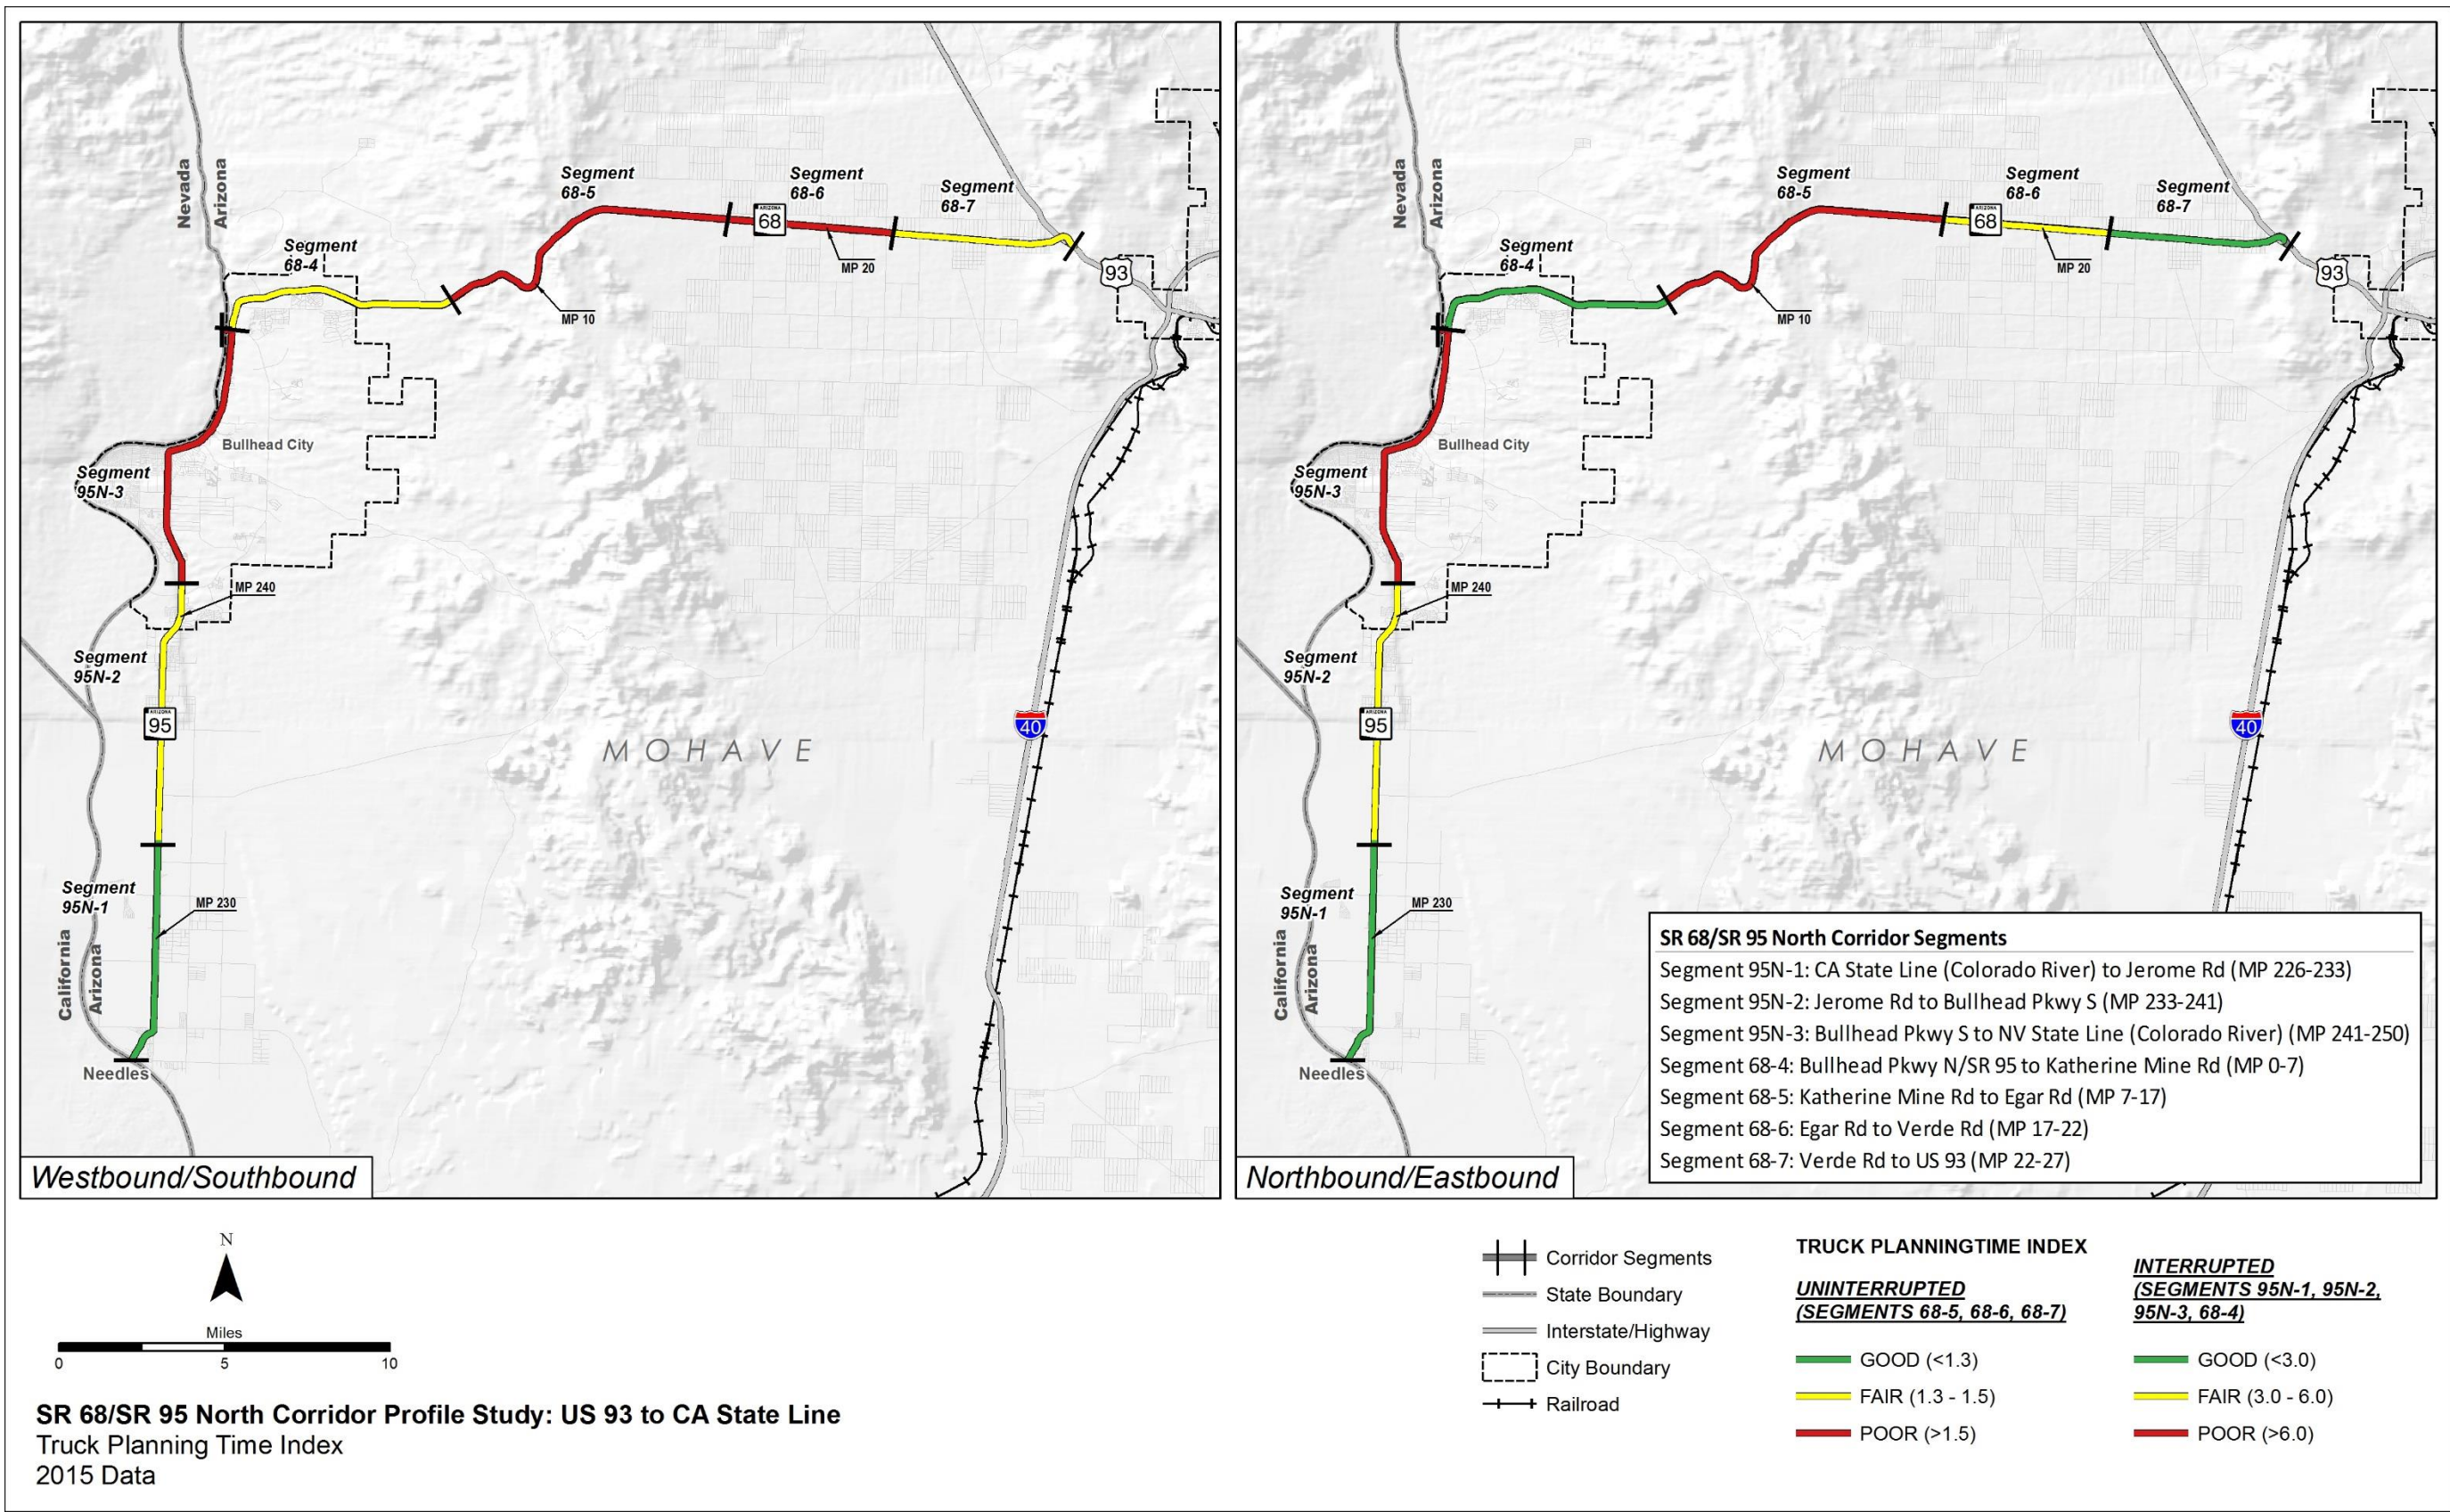 Nevada
Arizona
Segment
68-4
Segment
68-5
Segment
68-6
Segment
68-7
ARIZONA
68
MP 20
MP 10
93
Bullhead City
Segment
95N-3
MP 240
Segment
95N-2
ARIZONA
95
MOHAVE
40
Segment
95N-1
MP 230
California
Arizona
Needles
Westbound/Southbound
Nevada
Arizona
Segment
68-4
Segment
68-5
Segment
68-6
Segment
68-7
ARIZONA
68
MP 20
MP 10
93
Bullhead City
Segment
95N-3
MP 240
Segment
95N-2
ARIZONA
95
MOHAVE
40
Segment
95N-1
MP 230
California
Arizona
Needles
Northbound/Eastbound
SR 68/SR 95 North Corridor Segments
Segment 95N-1: CA State Line (Colorado River) to Jerome Rd (MP 226-233)
Segment 95N-2: Jerome Rd to Bullhead Pkwy S (MP 233-241)
Segment 95N-3: Bullhead Pkwy S to NV State Line (Colorado River) (MP 241-250)
Segment 68-4: Bullhead Pkwy N/SR 95 to Katherine Mine Rd (MP 0-7)
Segment 68-5: Katherine Mine Rd to Egar Rd (MP 7-17)
Segment 68-6: Egar Rd to Verde Rd (MP 17-22)
Segment 68-7: Verde Rd to US 93 (MP 22-27)
N
Miles
0 5 10
SR 68/SR 95 North Corridor Profile Study: US 93 to CA State Line
Truck Planning Time Index
2015 Data
Corridor Segments
State Boundary
Interstate/Highway
City Boundary
Railroad
TRUCK PLANNINGTIME INDEX
UNINTERRUPTED
(SEGMENTS 68-5, 68-6, 68-7)
GOOD (<1.3)
FAIR (1.3 - 1.5)
POOR (>1.5)
INTERRUPTED
(SEGMENTS 95N-1, 95N-2,
95N-3, 68-4)
GOOD (<3.0)
FAIR (3.0 - 6.0)
POOR (>6.0)